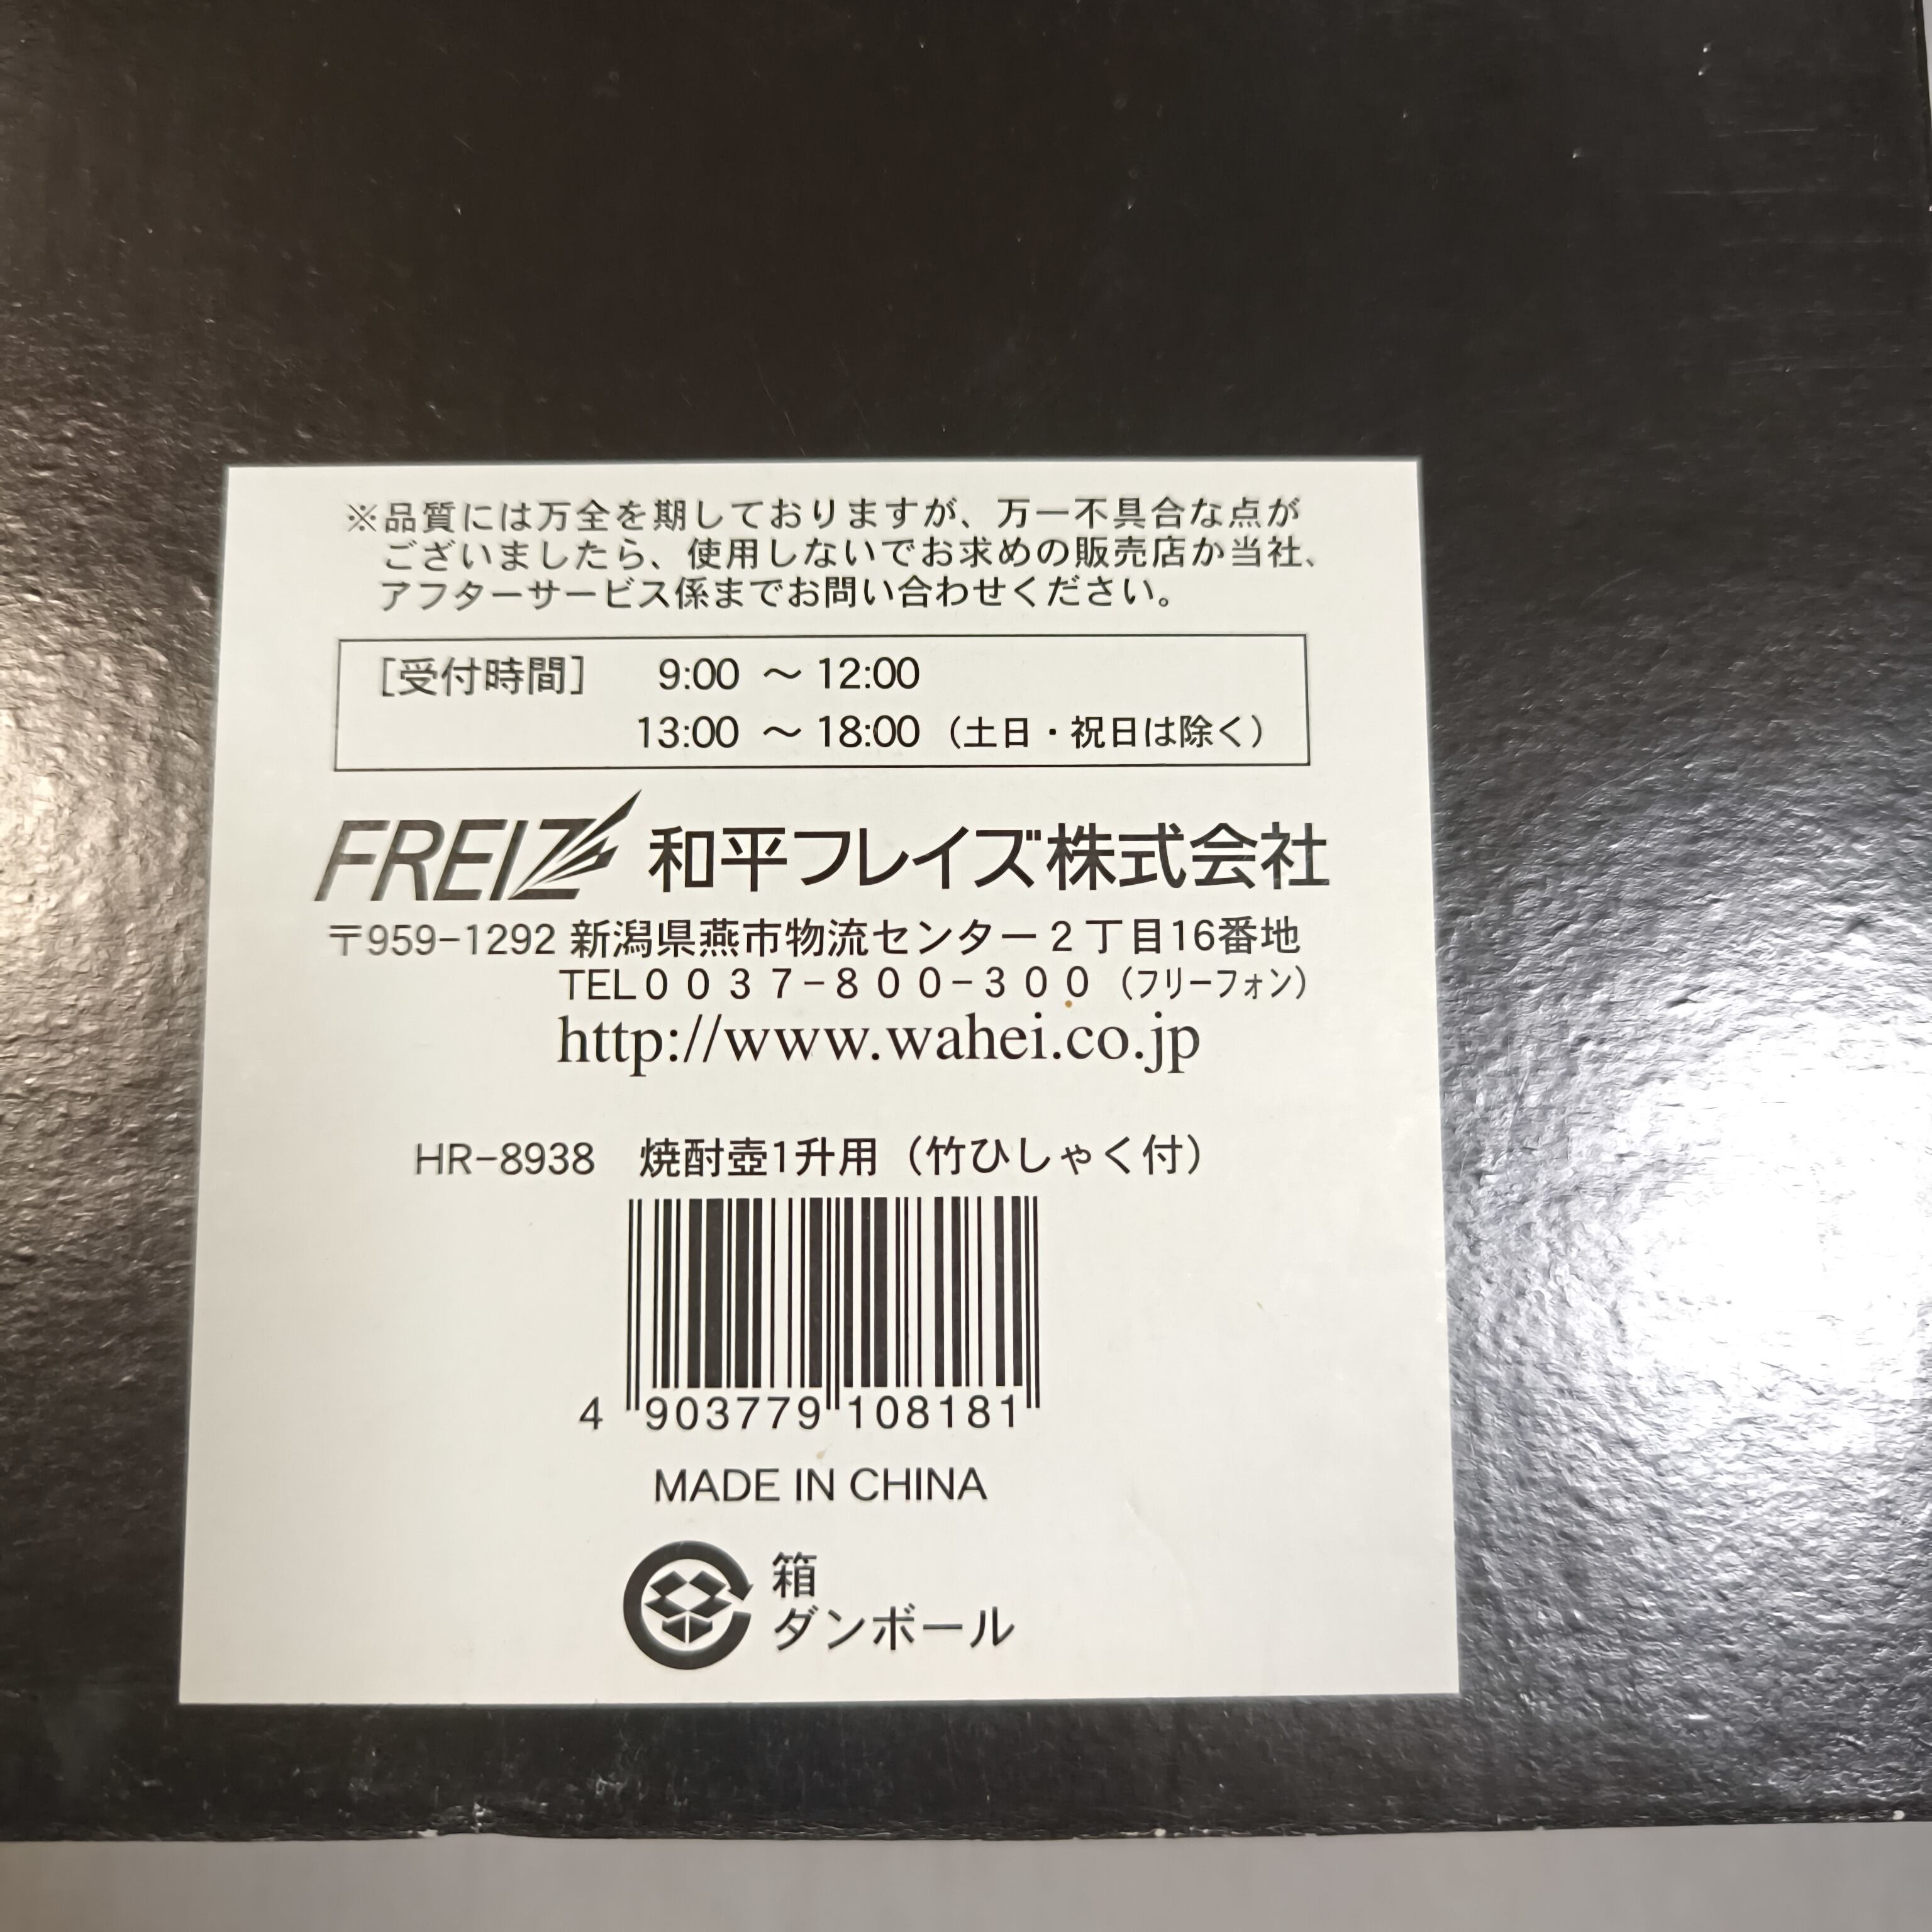 ※品質には万全を期しておりますが、万一不具合な点が
ございましたら、使用しないでお求めの販売店か当社、
アフターサービス係までお問い合わせください。
[受付時間] 9:00 ～ 12:00
13:00 ～ 18:00（土日・祝日は除く）
FREIZ 和平フレイズ株式会社
〒959-1292 新潟県燕市物流センター２丁目16番地
TEL００３７-８００-３００（フリーフォン）
http://www.wahei.co.jp
HR-8938 焼酎壺1升用（竹ひしゃく付）
4 903779 108181
MADE IN CHINA
箱
ダンボール